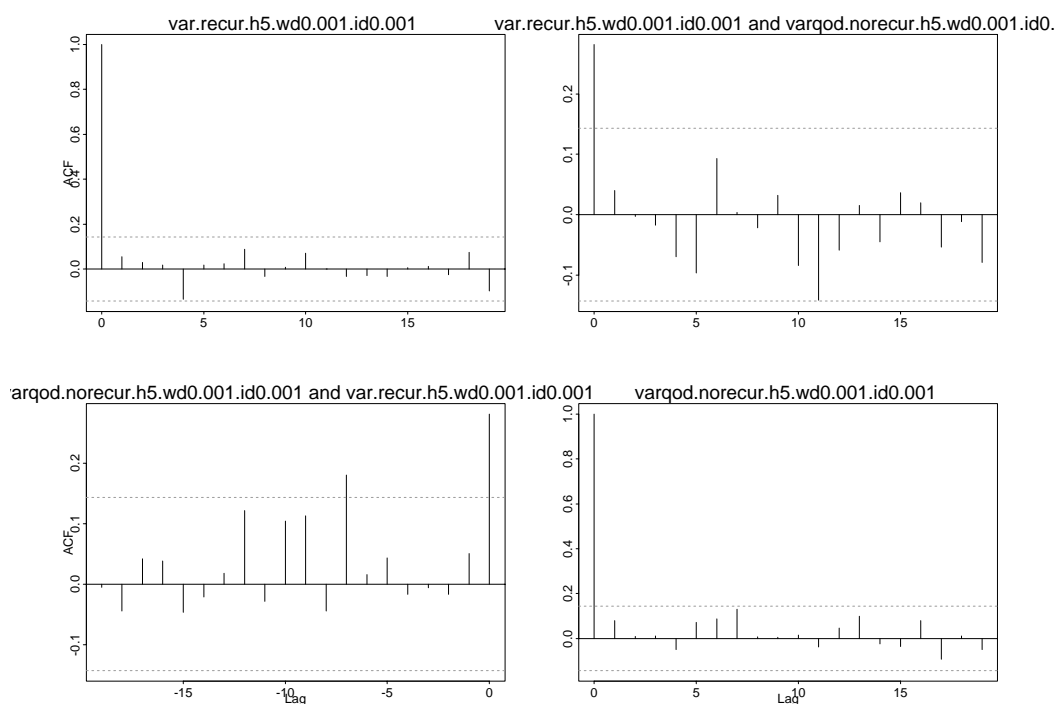 var.recur.h5.wd0.001.id0.001
var.recur.h5.wd0.001.id0.001 and varqod.norecur.h5.wd0.001.id0.
ACF
1.0
0.8
0.6
0.4
0.2
0.0
0 5 10 15
0.2
0.1
0.0
-0.1
0 5 10 15
varqod.norecur.h5.wd0.001.id0.001 and var.recur.h5.wd0.001.id0.001
varqod.norecur.h5.wd0.001.id0.001
ACF
0.2
0.1
0.0
-0.1
-15 -10 -5 0
Lag
1.0
0.8
0.6
0.4
0.2
0.0
0 5 10 15
Lag